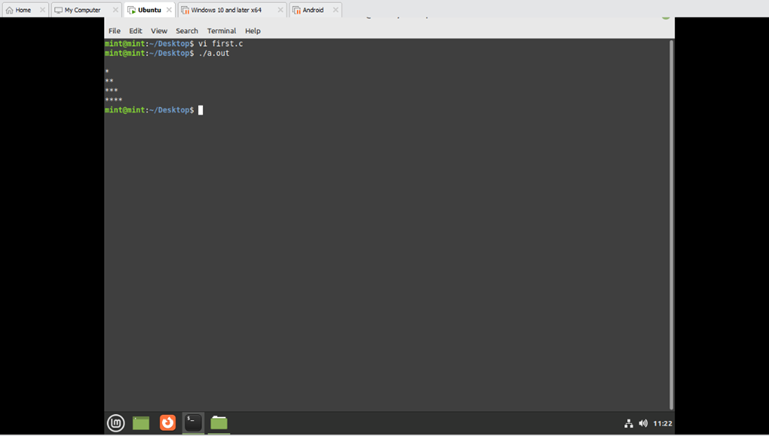 Home
My Computer
Ubuntu
Windows 10 and later x64
Android
File Edit View Search Terminal Help
mint@mint:~/Desktop$ vi first.c
mint@mint:~/Desktop$ ./a.out
*
**
***
****
mint@mint:~/Desktop$
11:22